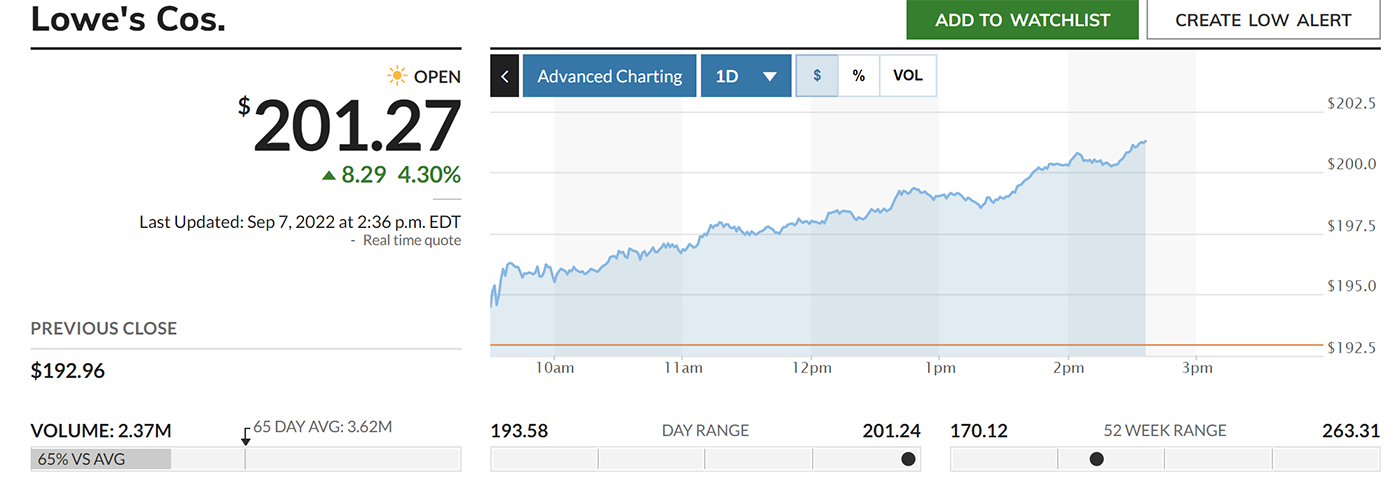 Lowe's Cos.
ADD TO WATCHLIST
CREATE LOW ALERT
OPEN
$201.27
8.29 4.30%
Last Updated: Sep 7, 2022 at 2:36 p.m. EDT
- Real time quote
PREVIOUS CLOSE
$192.96
Advanced Charting
1D
$
%
VOL
$202.5
$200.0
$197.5
$195.0
$192.5
10am 11am 12pm 1pm 2pm 3pm
VOLUME: 2.37M
65 DAY AVG: 3.62M
65% VS AVG
193.58 DAY RANGE 201.24
170.12 52 WEEK RANGE 263.31